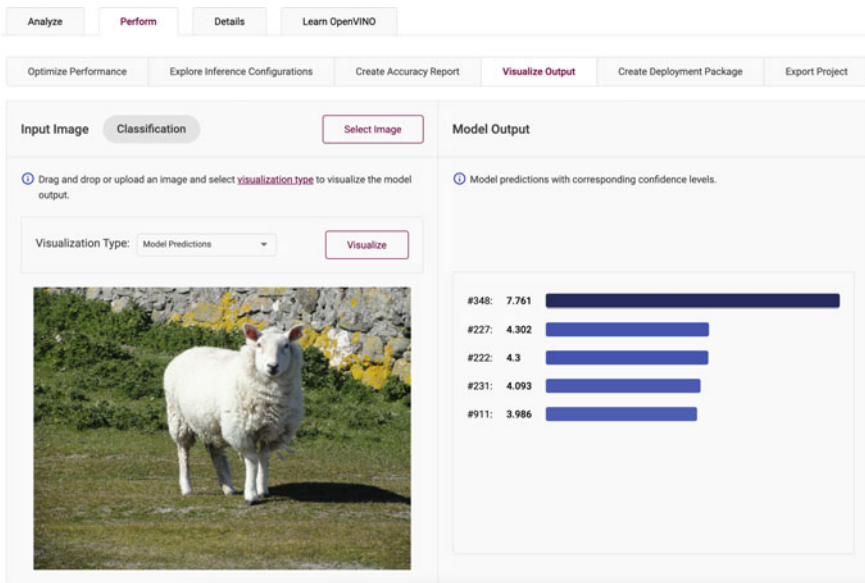 Analyze Perform Details Learn OpenVINO
Optimize Performance Explore Inference Configurations Create Accuracy Report Visualize Output Create Deployment Package Export Project
Input Image Classification Select Image
Drag and drop or upload an image and select visualization type to visualize the model
output.
Visualization Type: Model Predictions Visualize
Model Output
Model predictions with corresponding confidence levels.
#348: 7.761
#227: 4.302
#222: 4.3
#231: 4.093
#911: 3.986